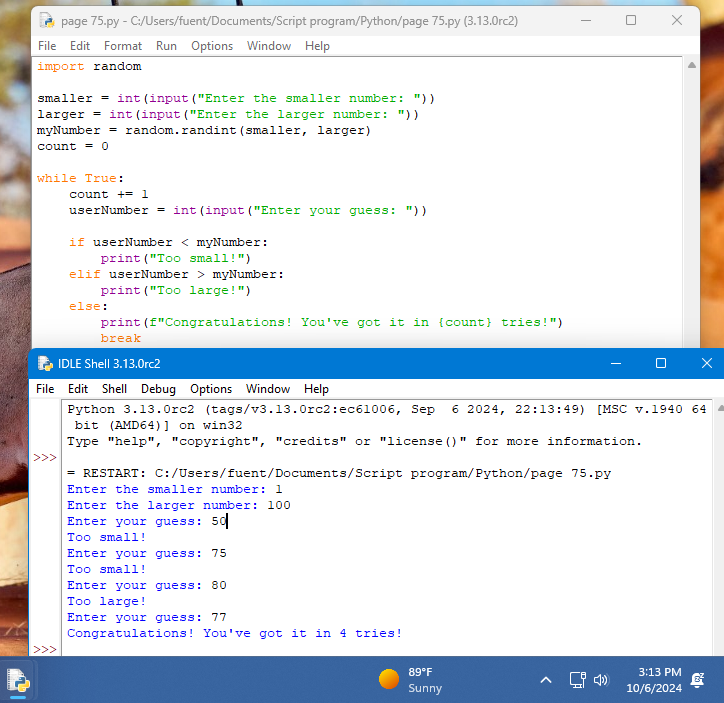 page 75.py - C:/Users/fuent/Documents/Script program/Python/page 75.py (3.13.0rc2)
File Edit Format Run Options Window Help
import random
smaller = int(input("Enter the smaller number: "))
larger = int(input("Enter the larger number: "))
myNumber = random.randint(smaller, larger)
count = 0
while True:
    count += 1
    userNumber = int(input("Enter your guess: "))
    if userNumber < myNumber:
        print("Too small!")
    elif userNumber > myNumber:
        print("Too large!")
    else:
        print(f"Congratulations! You've got it in {count} tries!")
        break
IDLE Shell 3.13.0rc2
File Edit Shell Debug Options Window Help
Python 3.13.0rc2 (tags/v3.13.0rc2:ec61006, Sep  6 2024, 22:13:49) [MSC v.1940 64
 bit (AMD64)] on win32
Type "help", "copyright", "credits" or "license()" for more information.
>>>
= RESTART: C:/Users/fuent/Documents/Script program/Python/page 75.py
Enter the smaller number: 1
Enter the larger number: 100
Enter your guess: 50
Too small!
Enter your guess: 75
Too small!
Enter your guess: 80
Too large!
Enter your guess: 77
Congratulations! You've got it in 4 tries!
>>>
89°F
Sunny
3:13 PM
10/6/2024